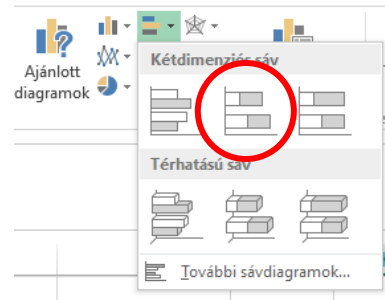 Ajánlott
diagramok
Kétdimenziós sáv
Térhatású sáv
További sávdiagramok...